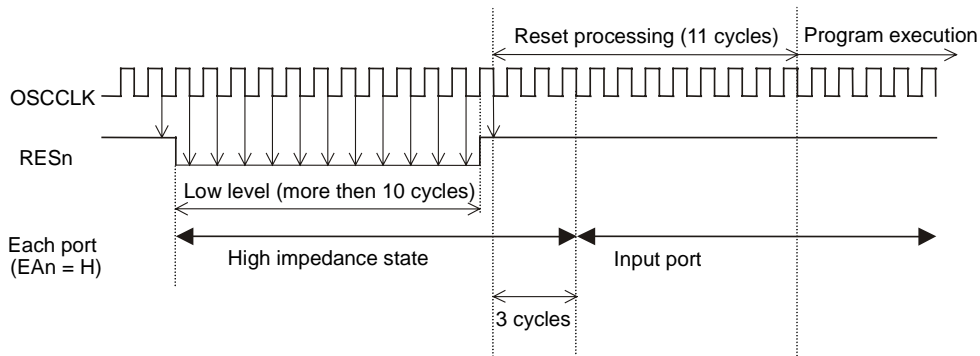 Reset processing (11 cycles)
Program execution
OSCCLK
RESn
Low level (more then 10 cycles)
Each port
(EAn = H)
High impedance state
Input port
3 cycles